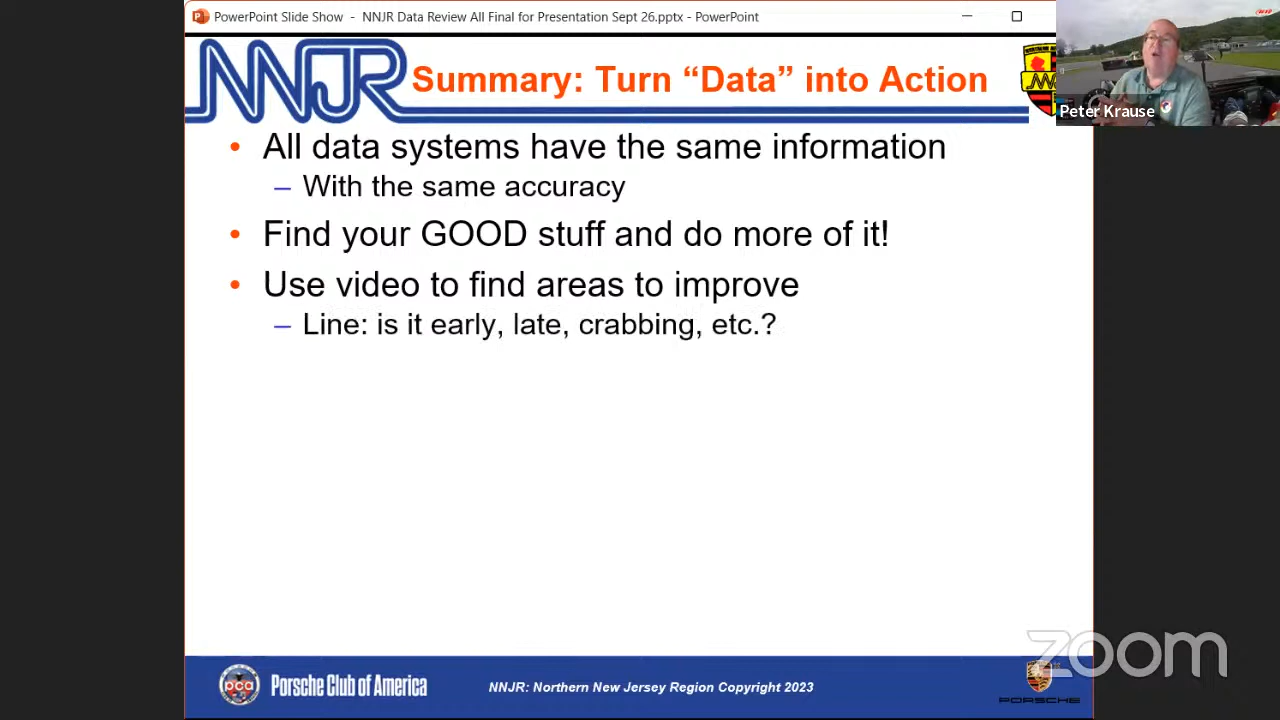 PowerPoint Slide Show - NNJR Data Review All Final for Presentation Sept 26.pptx - PowerPoint
NNJR
Summary: Turn “Data” into Action
Peter Krause
• All data systems have the same information
– With the same accuracy
• Find your GOOD stuff and do more of it!
• Use video to find areas to improve
– Line: is it early, late, crabbing, etc.?
zoom
pca
Porsche Club of America
NNJR: Northern New Jersey Region Copyright 2023
PORSCHE